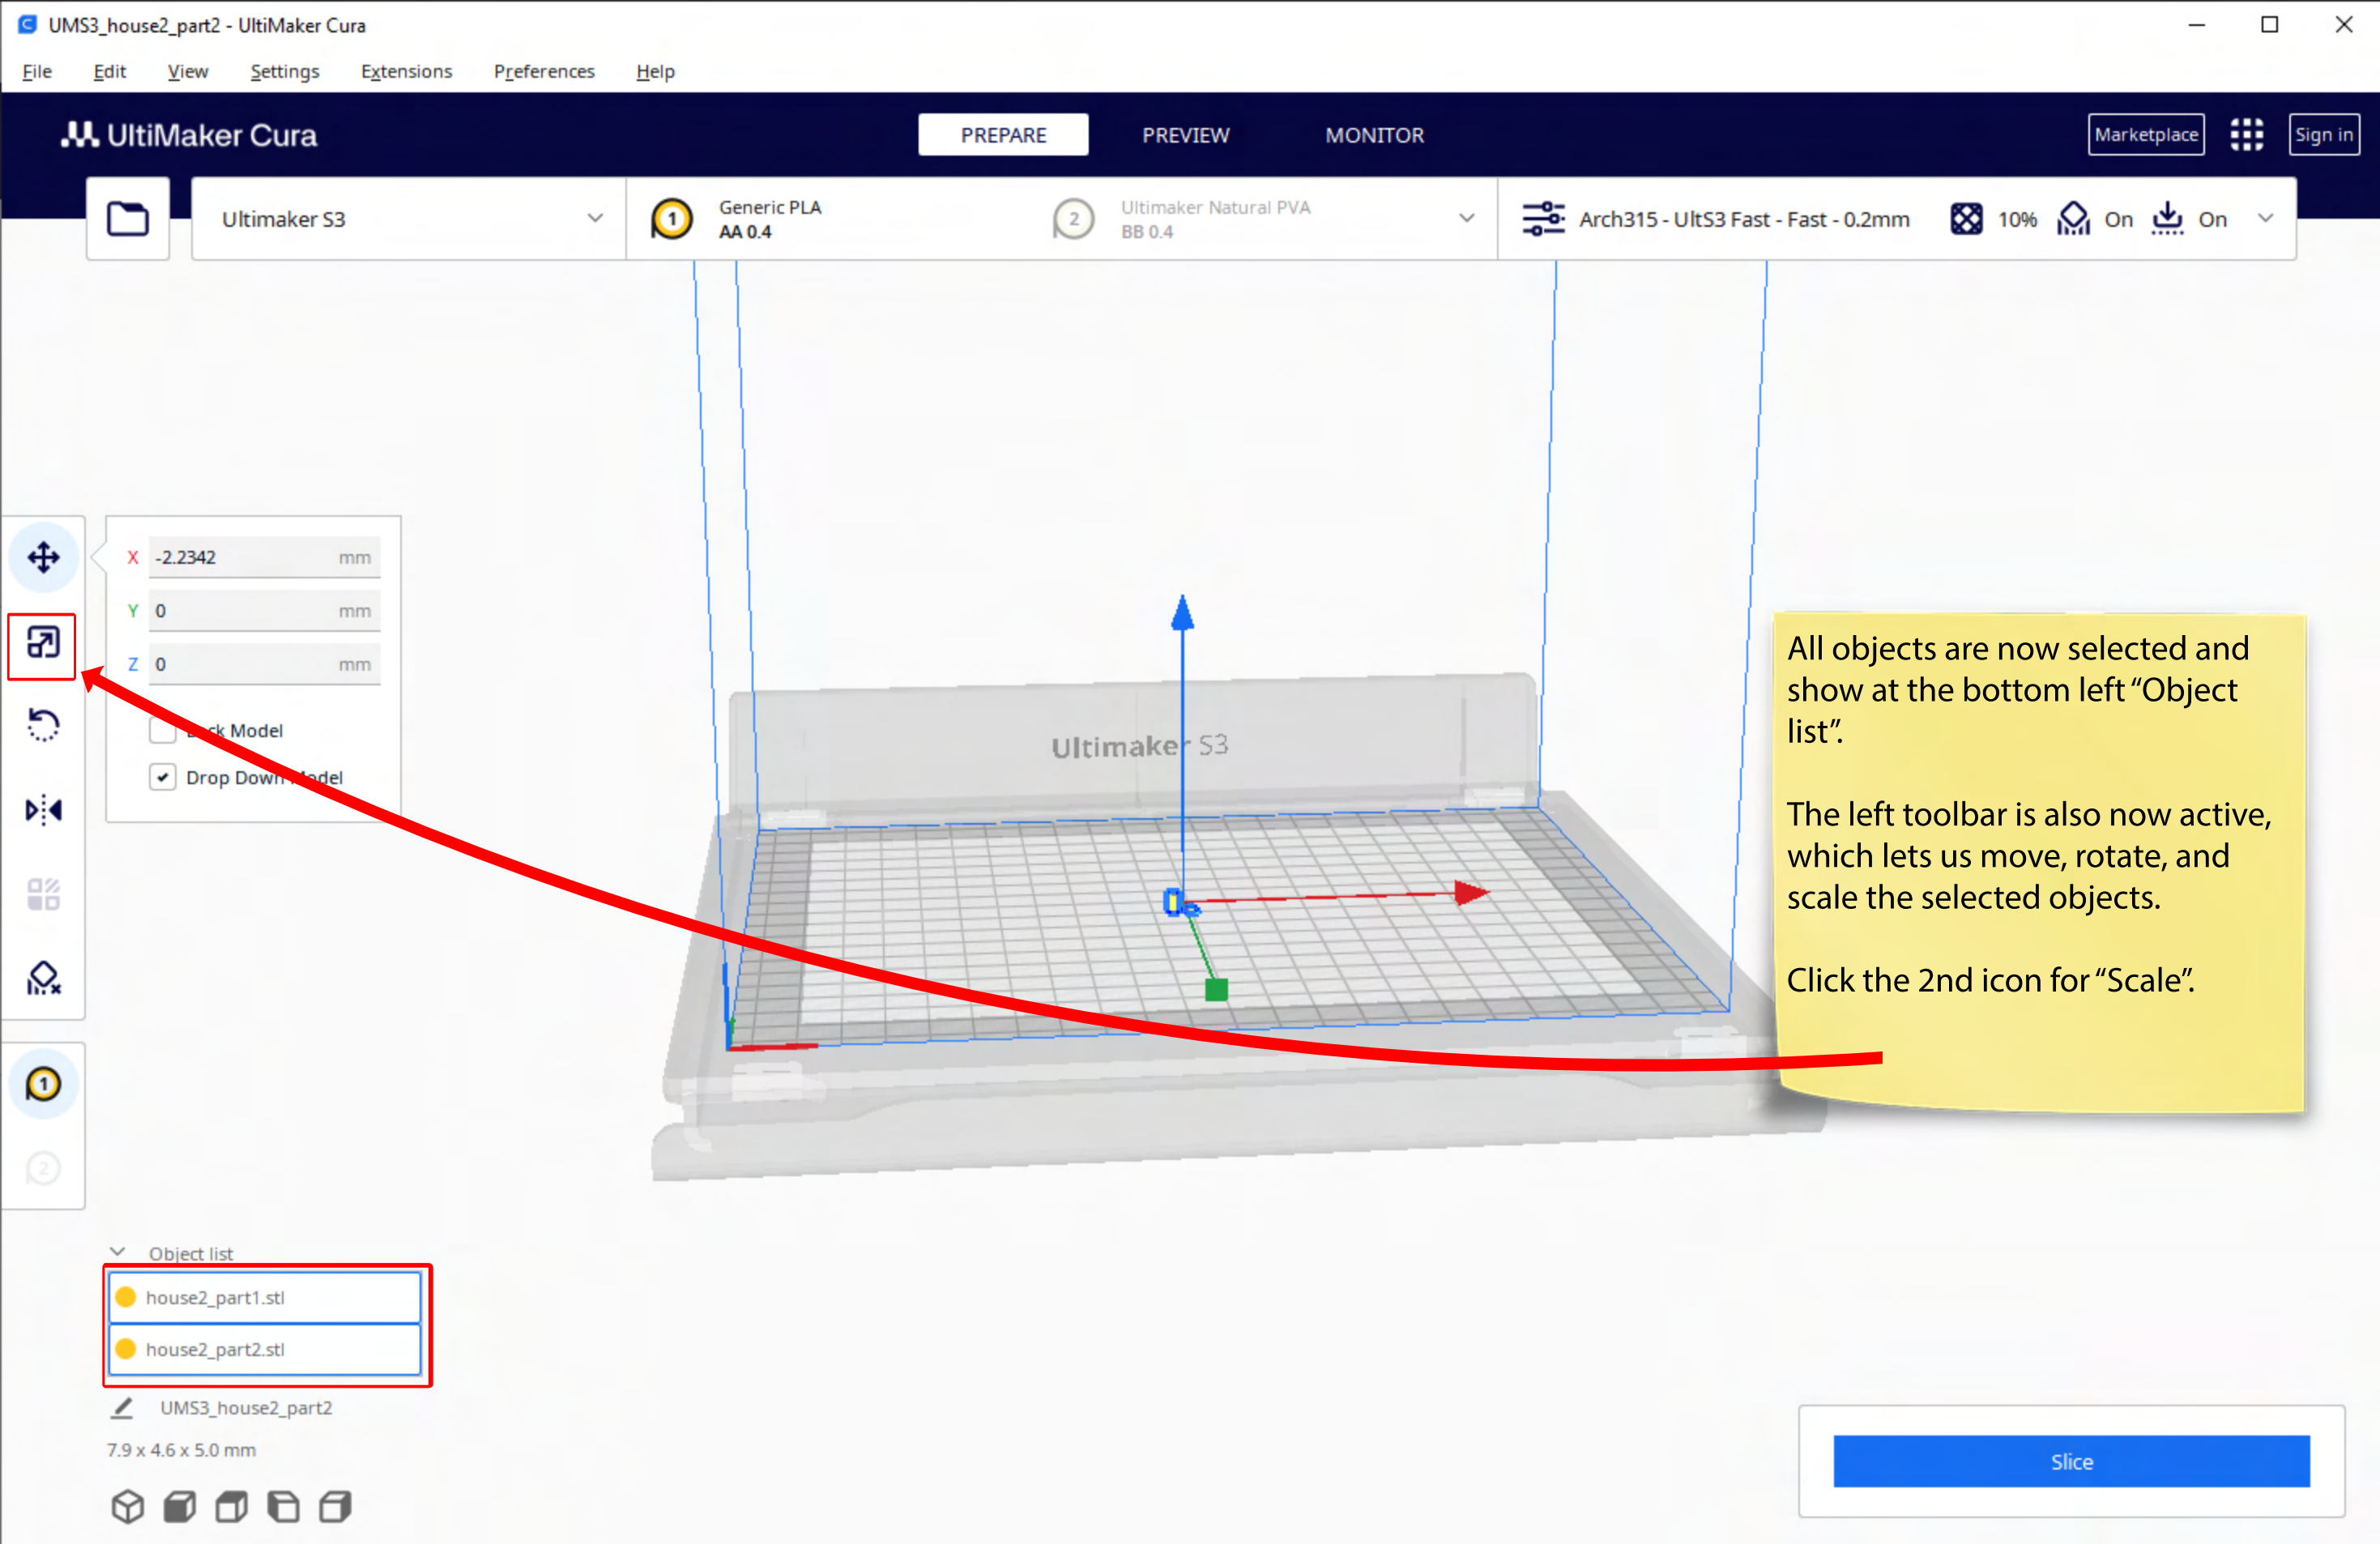 UMS3_house2_part2 - UltiMaker Cura
File Edit View Settings Extensions Preferences Help
UltiMaker Cura
PREPARE PREVIEW MONITOR
Marketplace Sign in
Ultimaker S3
1 Generic PLA
AA 0.4
2 Ultimaker Natural PVA
BB 0.4
Arch315 - UltS3 Fast - Fast - 0.2mm 10% On On
X -2.2342 mm
Y 0 mm
Z 0 mm
Model
Drop Down Model
Ultimaker S3
All objects are now selected and
show at the bottom left “Object
list”.
The left toolbar is also now active,
which lets us move, rotate, and
scale the selected objects.
Click the 2nd icon for “Scale”.
1
2
Object list
house2_part1.stl
house2_part2.stl
UMS3_house2_part2
7.9 x 4.6 x 5.0 mm
Slice